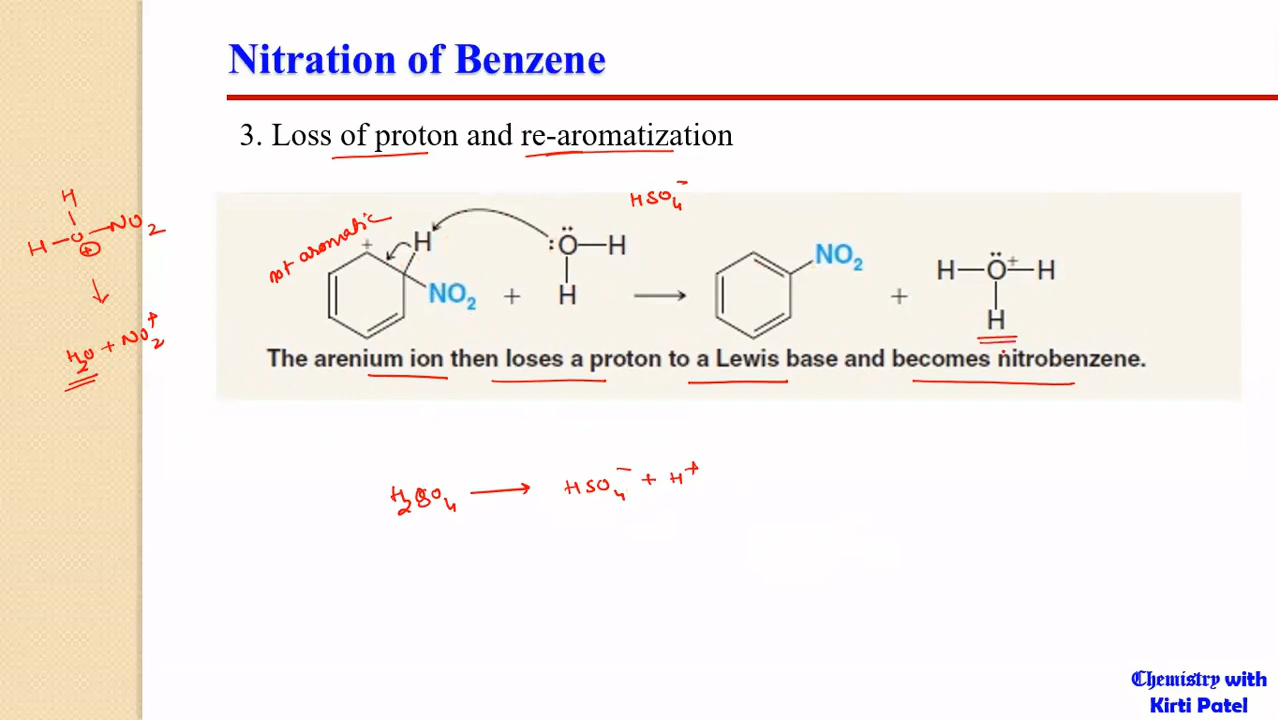 Nitration of Benzene
3. Loss of proton and re-aromatization
HSO4−
H
H–O–NO2
⊕
↓
H2O + NO2+
not aromatic
+
H
NO2
+
:Ö–H
H
⟶
NO2
+
H–Ö+–H
H
The arenium ion then loses a proton to a Lewis base and becomes nitrobenzene.
H2SO4 ⟶ HSO4− + H+
Chemistry with
Kirti Patel